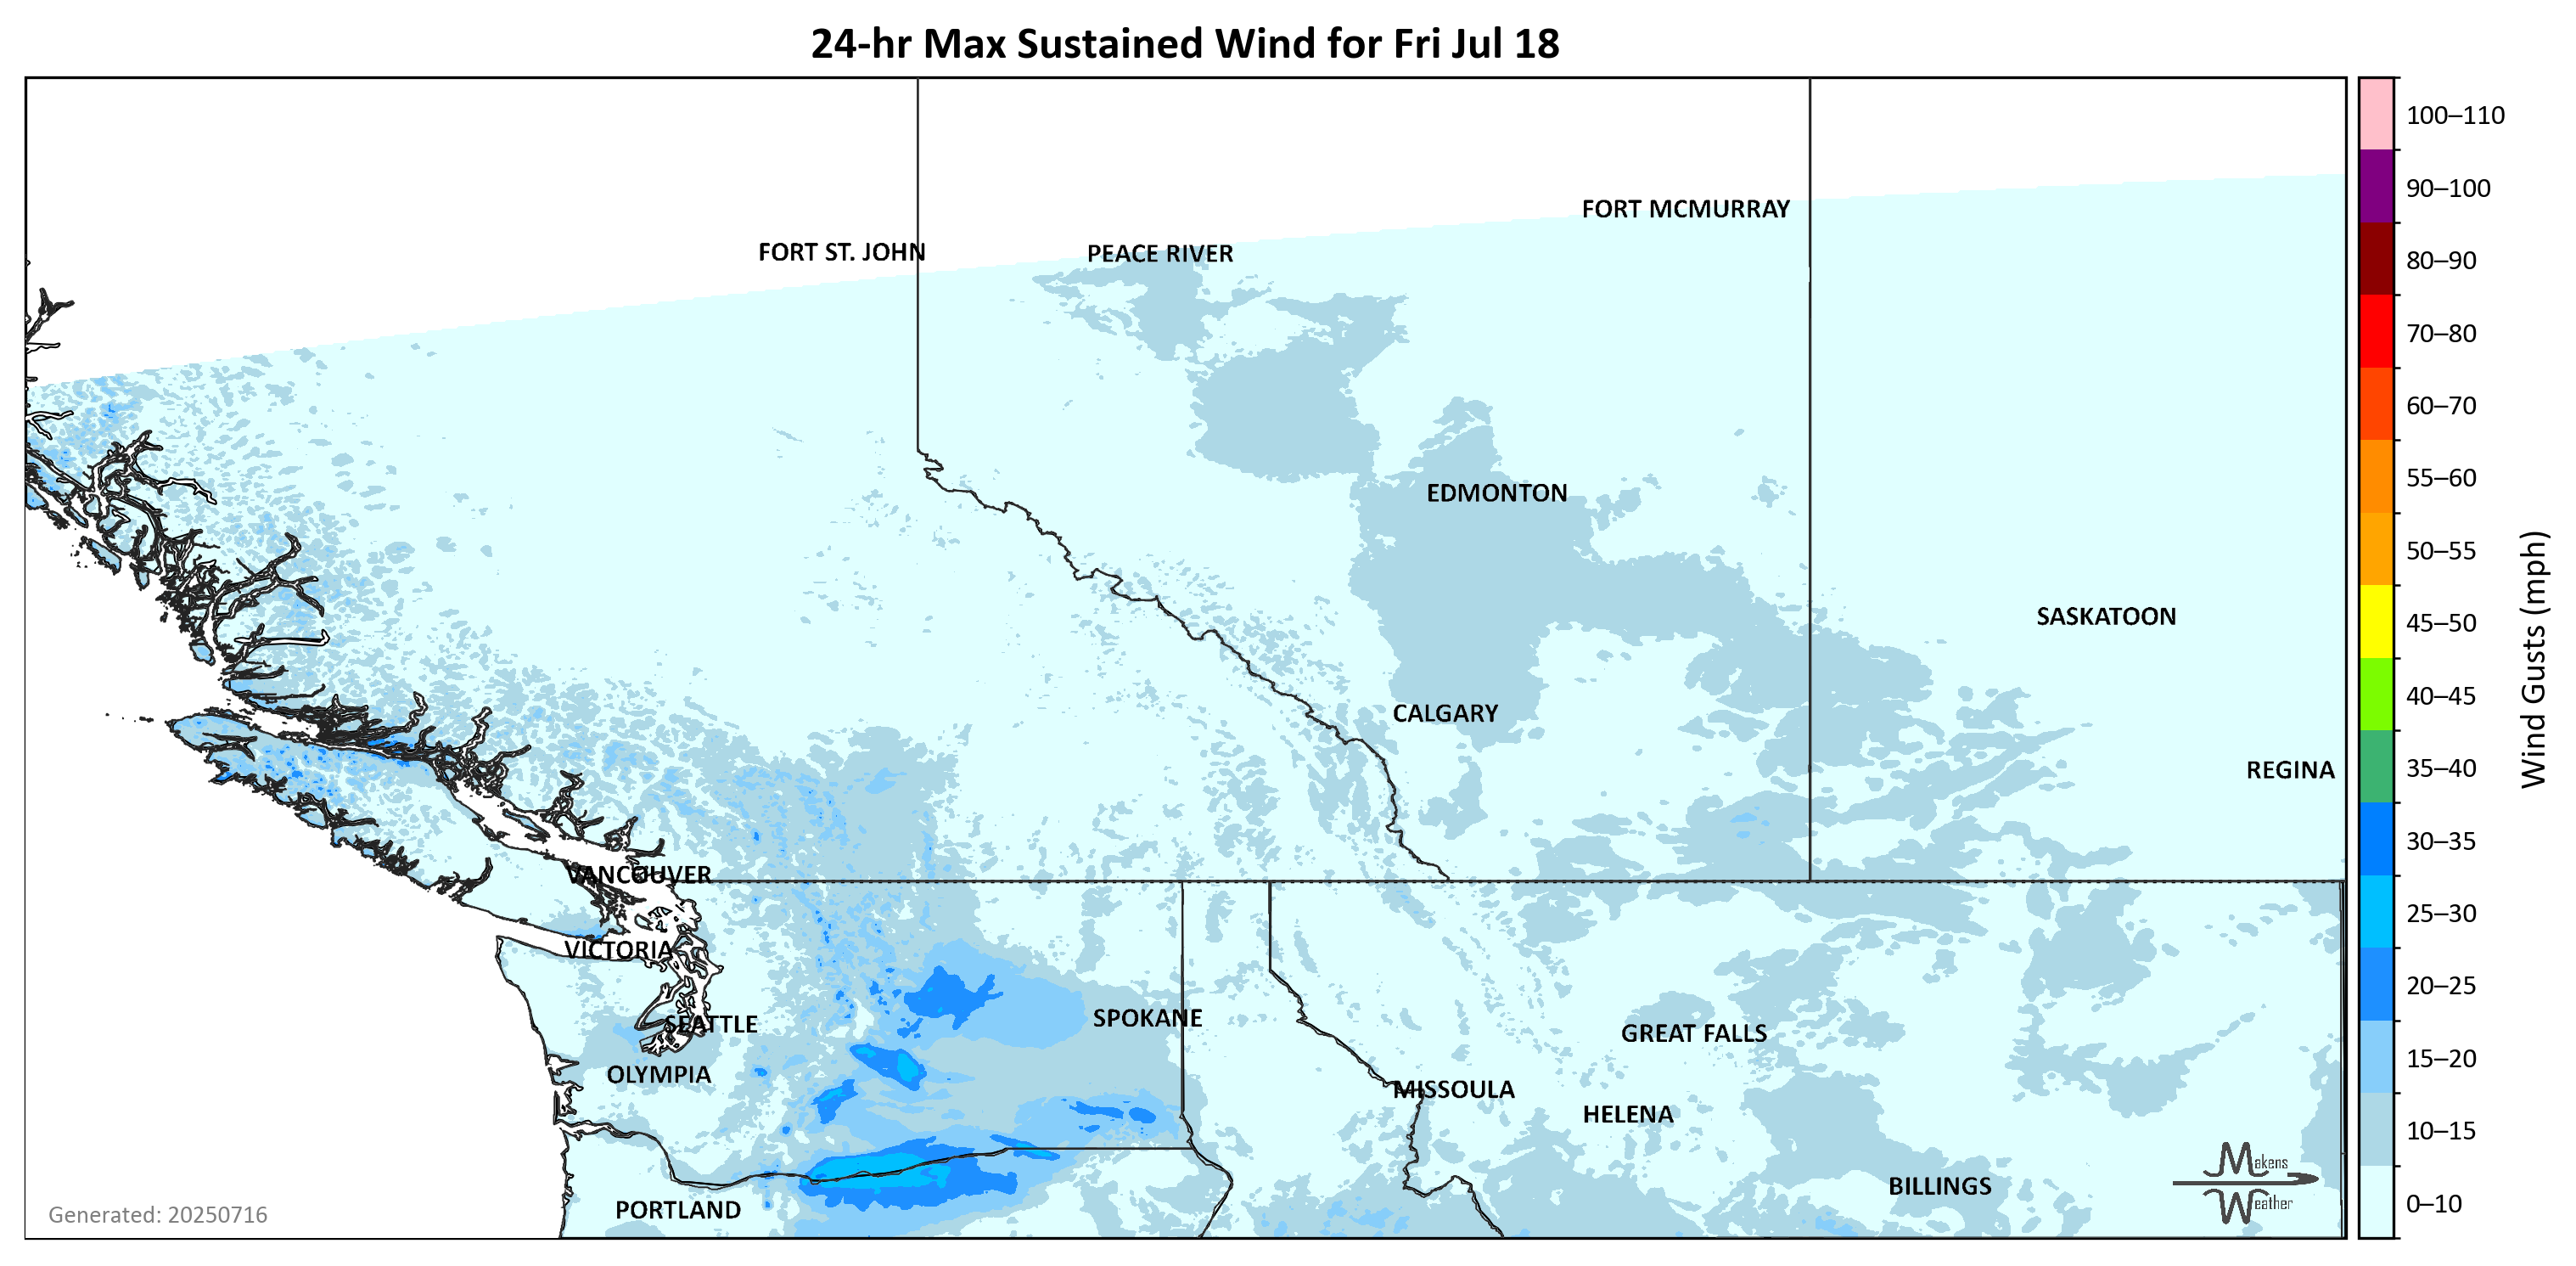 24-hr Max Sustained Wind for Fri Jul 18
FORT MCMURRAY
FORT ST. JOHN
PEACE RIVER
EDMONTON
SASKATOON
CALGARY
REGINA
VANCOUVER
VICTORIA
SPOKANE
SEATTLE
GREAT FALLS
OLYMPIA
MISSOULA
HELENA
BILLINGS
PORTLAND
Makens
Weather
Generated: 20250716
100–110
90–100
80–90
70–80
60–70
55–60
50–55
45–50
40–45
35–40
30–35
25–30
20–25
15–20
10–15
0–10
Wind Gusts (mph)